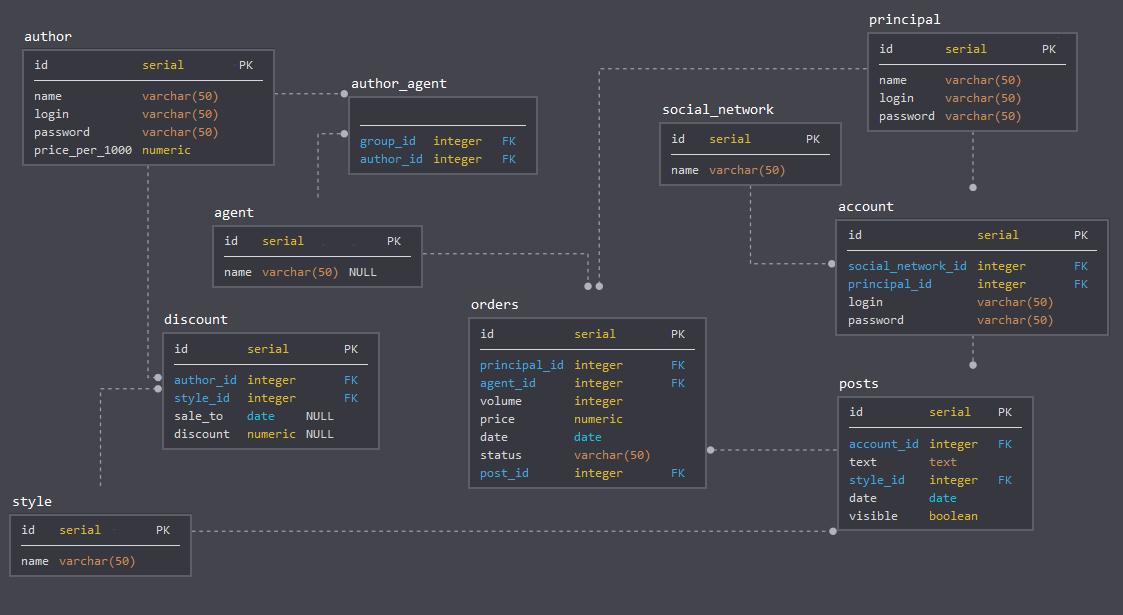 author
id serial PK
name varchar(50)
login varchar(50)
password varchar(50)
price_per_1000 numeric
author_agent
group_id integer FK
author_id integer FK
principal
id serial PK
name varchar(50)
login varchar(50)
password varchar(50)
social_network
id serial PK
name varchar(50)
agent
id serial PK
name varchar(50) NULL
account
id serial PK
social_network_id integer FK
principal_id integer FK
login varchar(50)
password varchar(50)
discount
id serial PK
author_id integer FK
style_id integer FK
sale_to date NULL
discount numeric NULL
orders
id serial PK
principal_id integer FK
agent_id integer FK
volume integer
price numeric
date date
status varchar(50)
post_id integer FK
posts
id serial PK
account_id integer FK
text text
style_id integer FK
date date
visible boolean
style
id serial PK
name varchar(50)